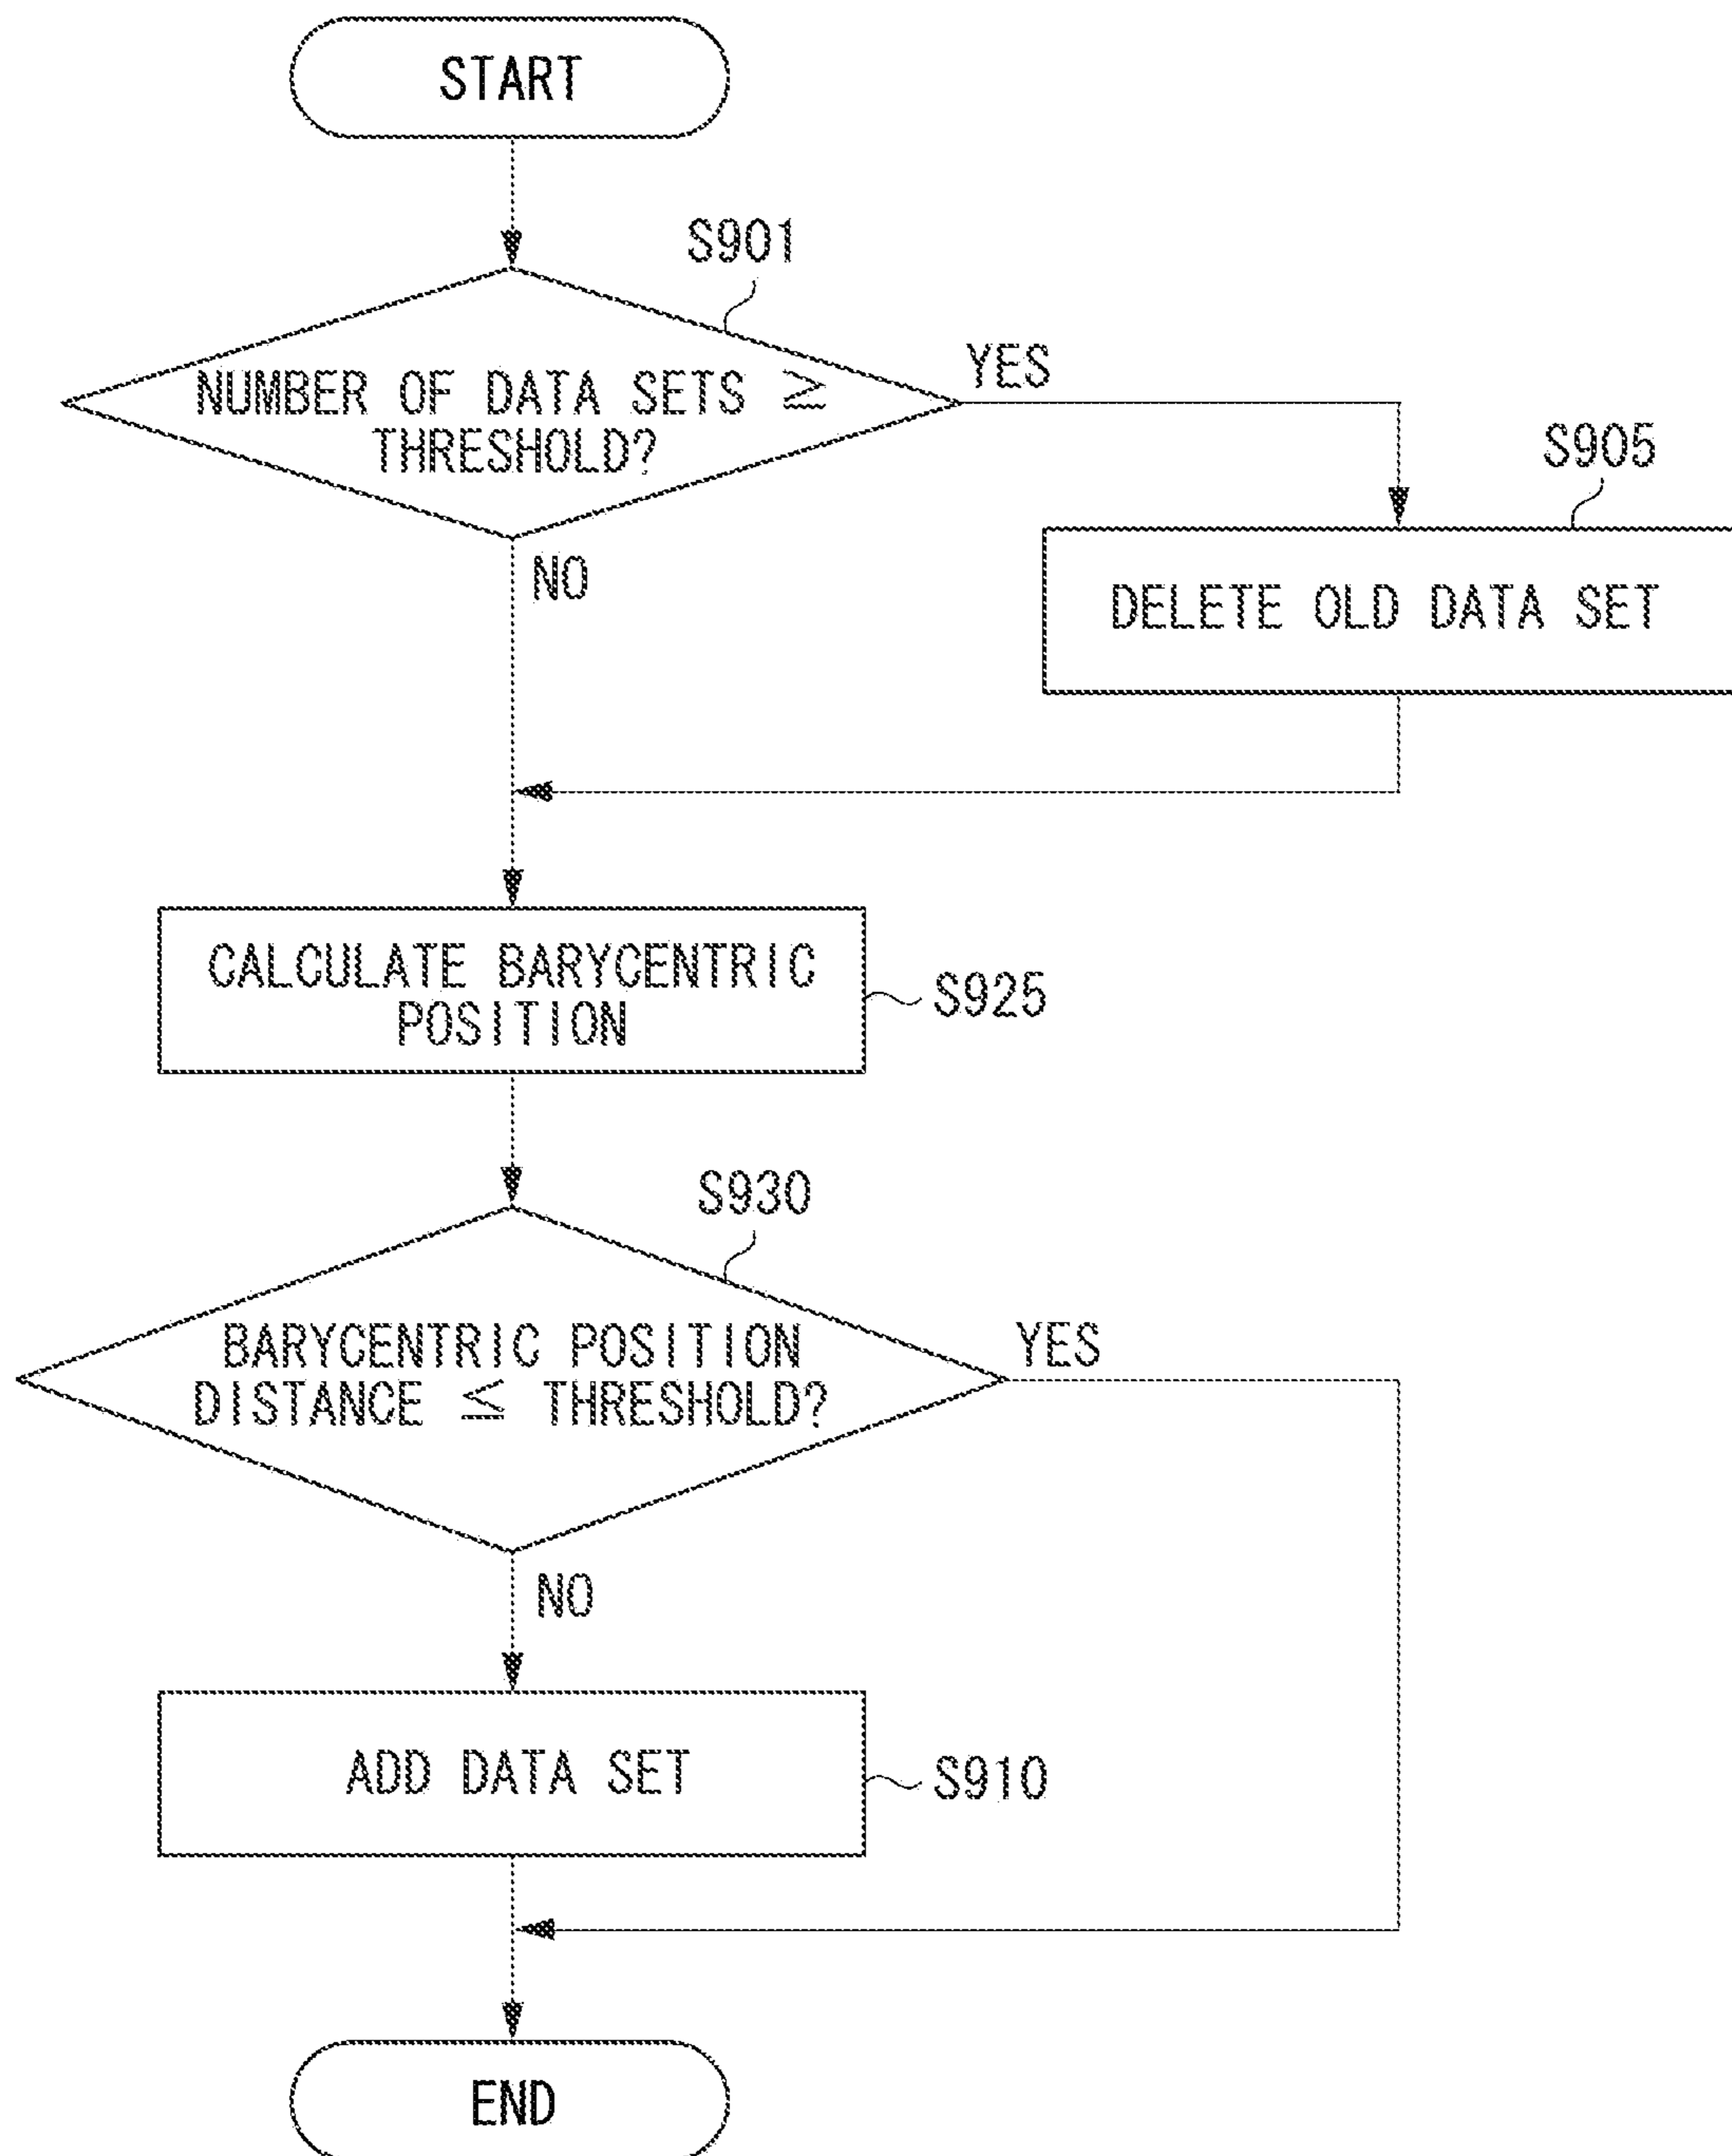 START
S901
NUMBER OF DATA SETS ≧
THRESHOLD?
YES
NO
S905
DELETE OLD DATA SET
CALCULATE BARYCENTRIC
POSITION
S925
S930
BARYCENTRIC POSITION
DISTANCE ≦ THRESHOLD?
YES
NO
ADD DATA SET
S910
END